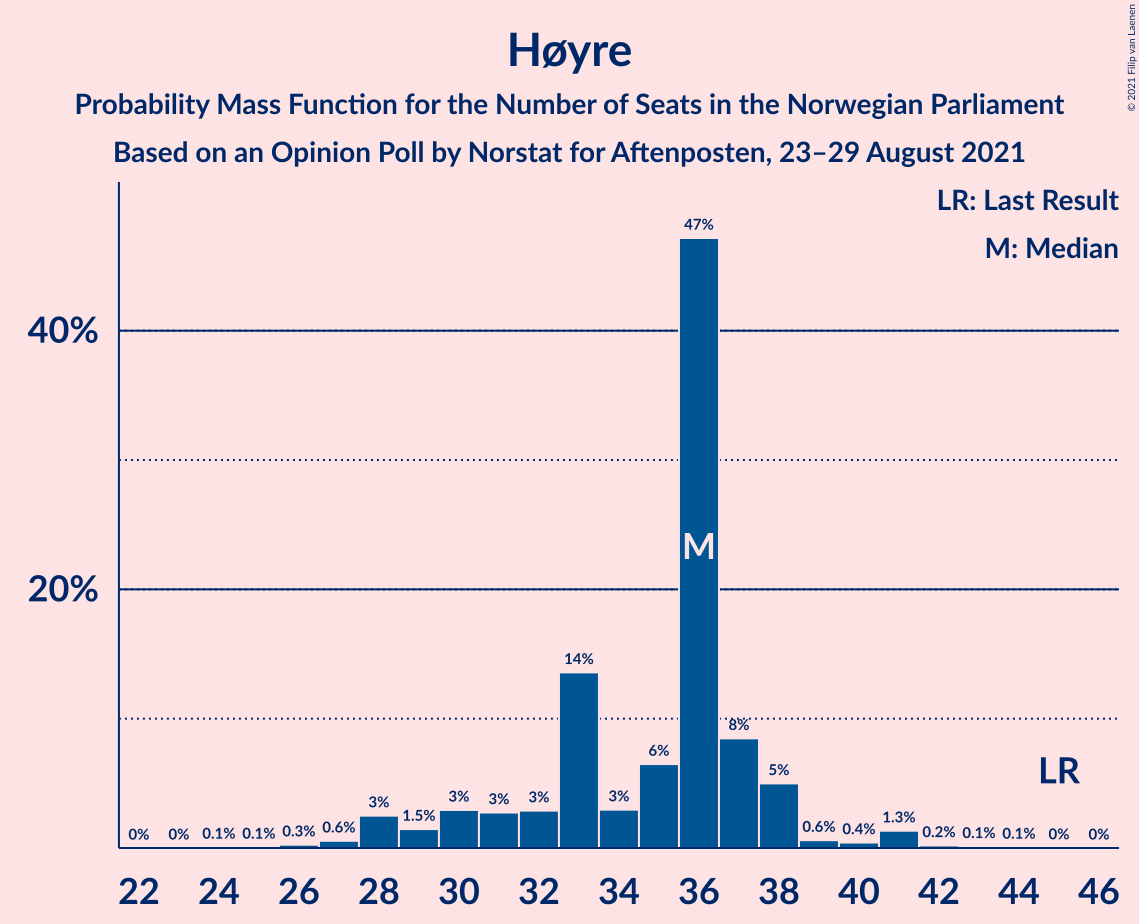 Høyre
Probability Mass Function for the Number of Seats in the Norwegian Parliament
Based on an Opinion Poll by Norstat for Aftenposten, 23–29 August 2021
© 2021 Filip van Laenen
LR: Last Result
M: Median
40%
20%
0% 0% 0.1% 0.1% 0.3% 0.6% 3% 1.5% 3% 3% 3% 14% 3% 6% 47% 8% 5% 0.6% 0.4% 1.3% 0.2% 0.1% 0.1% 0% 0%
M
LR
22 24 26 28 30 32 34 36 38 40 42 44 46